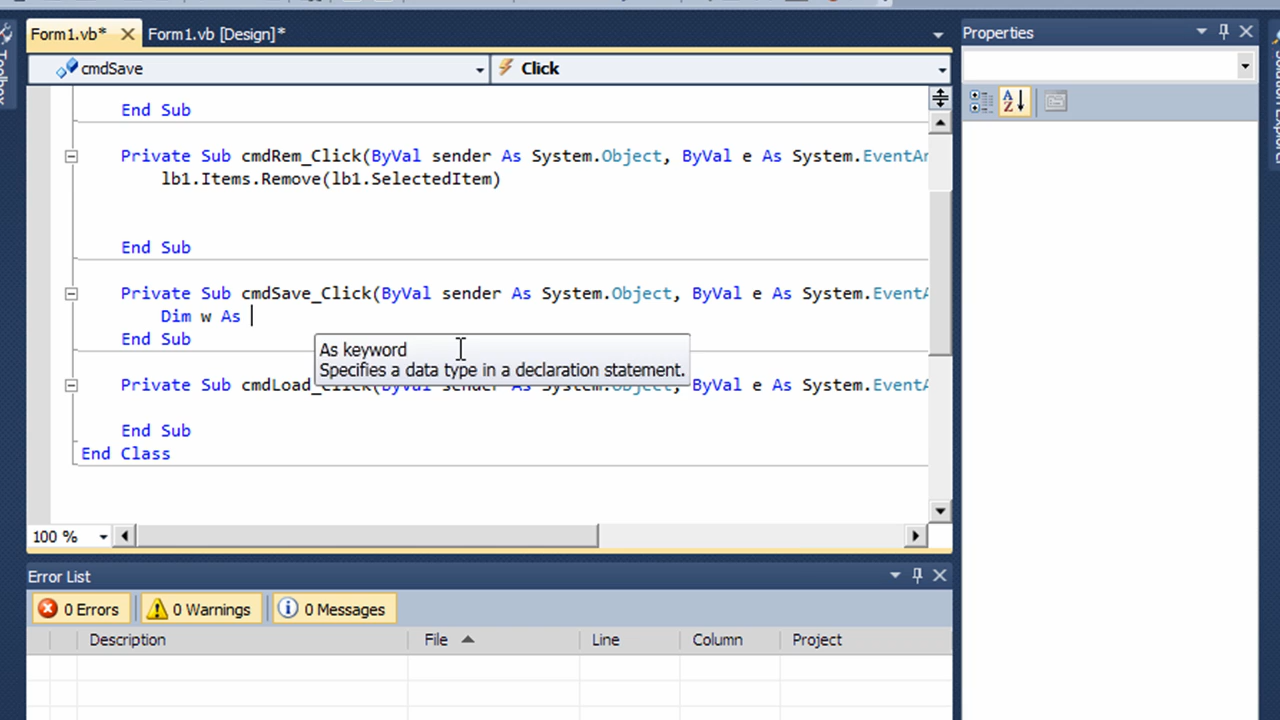 Form1.vb* Form1.vb [Design]*
Properties
Toolbox
cmdSave
Click
End Sub
Private Sub cmdRem_Click(ByVal sender As System.Object, ByVal e As System.EventAr
lb1.Items.Remove(lb1.SelectedItem)
End Sub
Private Sub cmdSave_Click(ByVal sender As System.Object, ByVal e As System.EventA
Dim w As
End Sub
As keyword
Specifies a data type in a declaration statement.
Private Sub cmdLoad_Click(ByVal sender As System.Object, ByVal e As System.EventA
End Sub
End Class
100 %
Error List
0 Errors
0 Warnings
0 Messages
Description File Line Column Project
Solution Explorer